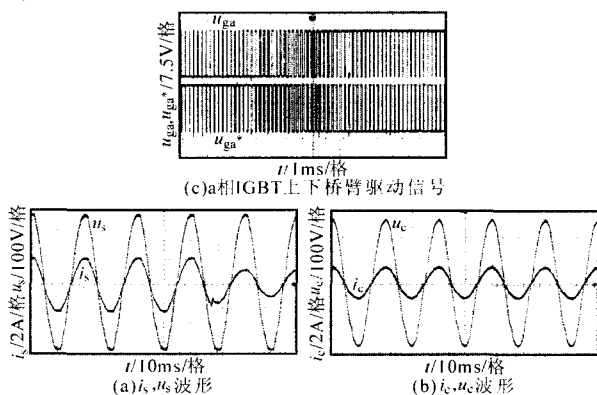 u_ga
u_ga, u_ga*/7.5V/格
u_ga*
t/1ms/格
(c)a相IGBT上下桥臂驱动信号
i_s/2A/格 u_s/100V/格
u_s
i_s
t/10ms/格
(a)i_s,u_s波形
i_c/2A/格 u_c/100V/格
u_c
i_c
t/10ms/格
(b)i_c,u_c波形